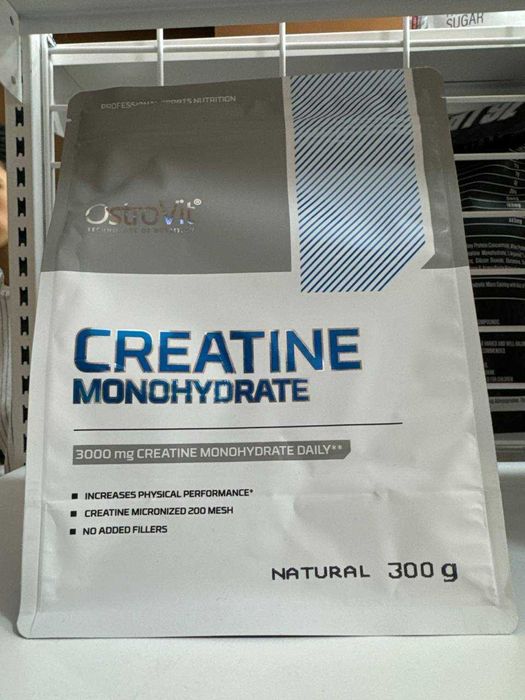 SUGAR
PROFESSIONAL SPORTS NUTRITION
OstroVit®
CREATINE
MONOHYDRATE
3000 mg CREATINE MONOHYDRATE DAILY**
INCREASES PHYSICAL PERFORMANCE*
CREATINE MICRONIZED 200 MESH
NO ADDED FILLERS
NATURAL 300 g